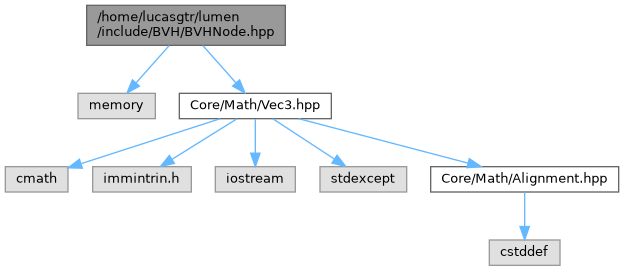 /home/lucasgtr/lumen
/include/BVH/BVHNode.hpp
memory
Core/Math/Vec3.hpp
cmath
immintrin.h
iostream
stdexcept
Core/Math/Alignment.hpp
cstddef